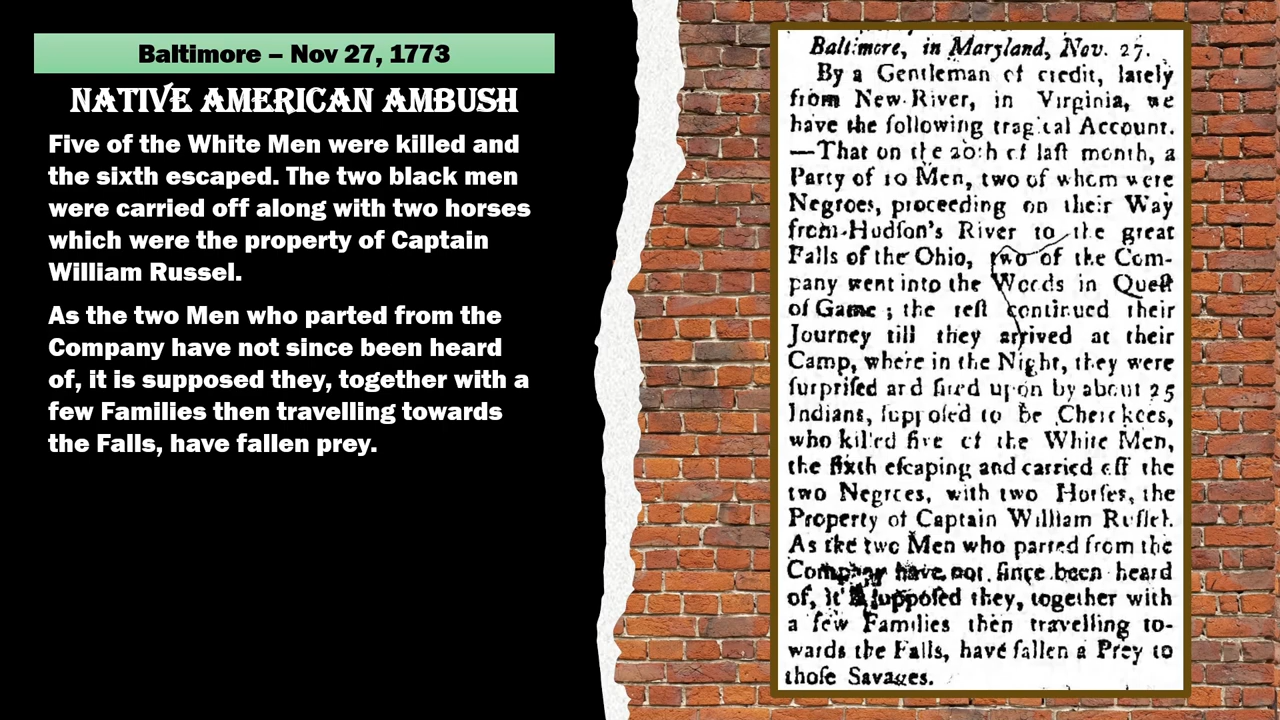 Baltimore – Nov 27, 1773
NATIVE AMERICAN AMBUSH
Five of the White Men were killed and
the sixth escaped. The two black men
were carried off along with two horses
which were the property of Captain
William Russel.
As the two Men who parted from the
Company have not since been heard
of, it is supposed they, together with a
few Families then travelling towards
the Falls, have fallen prey.
Baltimore, in Maryland, Nov. 27.
By a Gentleman of credit, lately
from New-River, in Virginia, we
have the following tragical Account.
—That on the 20th of laſt month, a
Party of 10 Men, two of whom were
Negroes, proceeding on their Way
from Hudſon's River to the great
Falls of the Ohio, two of the Com-
pany went into the Woods in Queſt
of Game ; the reſt continued their
Journey till they arrived at their
Camp, where in the Night, they were
ſurpriſed and fired upon by about 25
Indians, ſuppoſed to be Cherokees,
who killed five of the White Men,
the ſixth eſcaping and carried off the
two Negroes, with two Horſes, the
Property of Captain William Ruſſel.
As the two Men who parted from the
Company have not ſince been heard
of, it ſuppoſed they, together with
a few Families then travelling to-
wards the Falls, have fallen a Prey to
thoſe Savages.